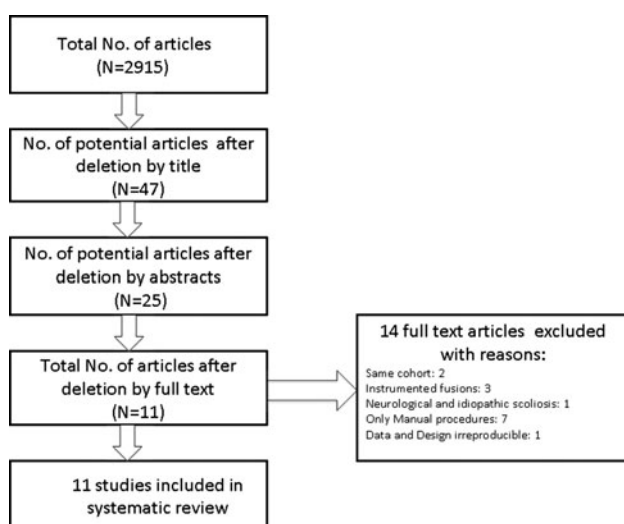 Total No. of articles
(N=2915)
No. of potential articles after
deletion by title
(N=47)
No. of potential articles after
deletion by abstracts
(N=25)
Total No. of articles after
deletion by full text
(N=11)
14 full text articles excluded
with reasons:
Same cohort: 2
Instrumented fusions: 3
Neurological and idiopathic scoliosis: 1
Only Manual procedures: 7
Data and Design irreproducible: 1
11 studies included in
systematic review